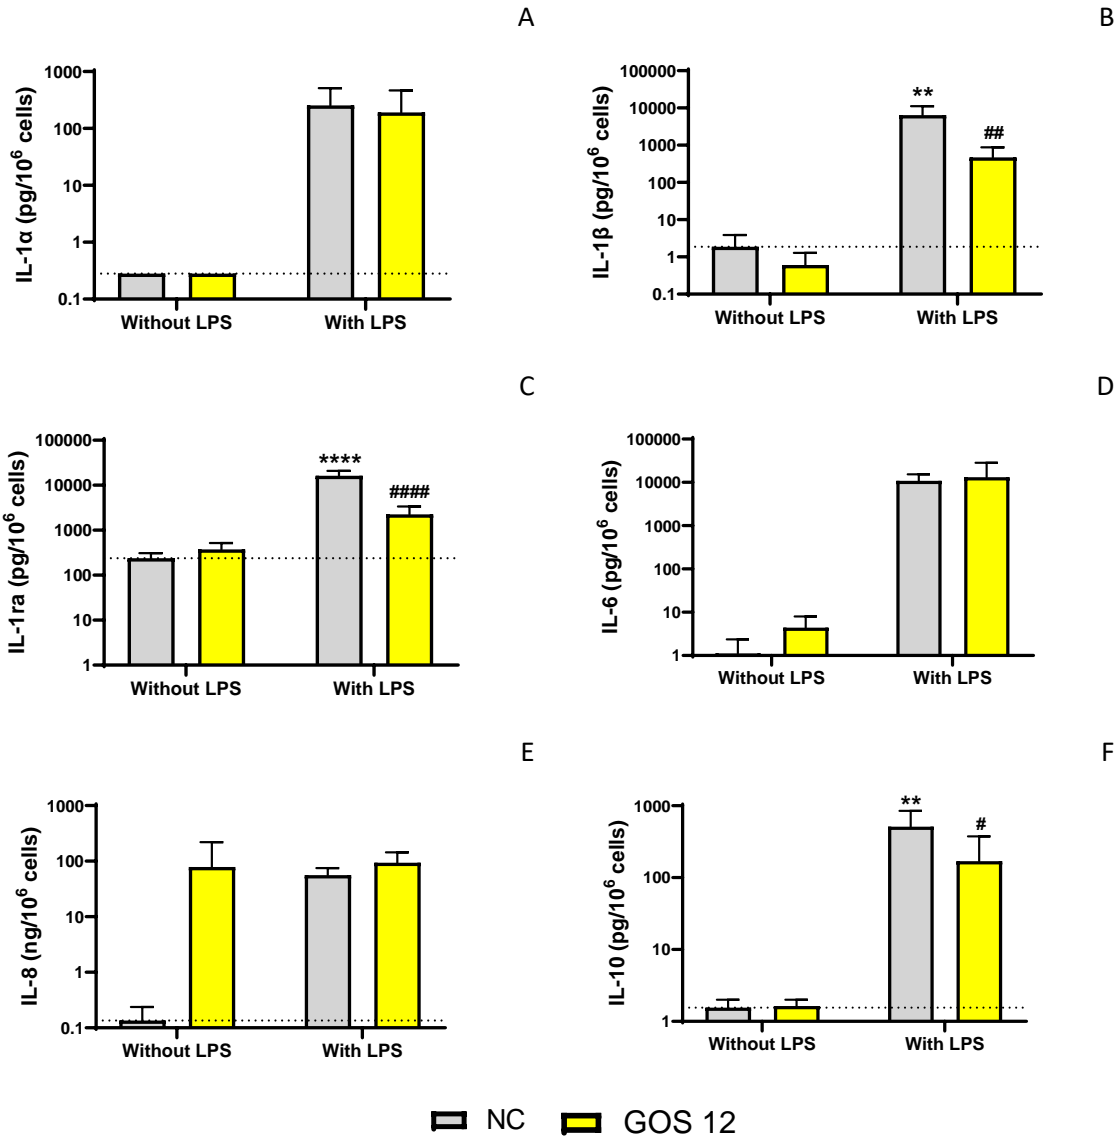 A
IL-1α (pg/10⁶ cells)
1000
100
10
1
0.1
Without LPS
With LPS
B
IL-1β (pg/10⁶ cells)
100000
10000
1000
100
10
1
0.1
**
##
Without LPS
With LPS
C
IL-1ra (pg/10⁶ cells)
100000
10000
1000
100
10
1
****
####
Without LPS
With LPS
D
IL-6 (pg/10⁶ cells)
100000
10000
1000
100
10
1
Without LPS
With LPS
E
IL-8 (ng/10⁶ cells)
1000
100
10
1
0.1
Without LPS
With LPS
F
IL-10 (pg/10⁶ cells)
1000
100
10
1
**
#
Without LPS
With LPS
NC GOS 12